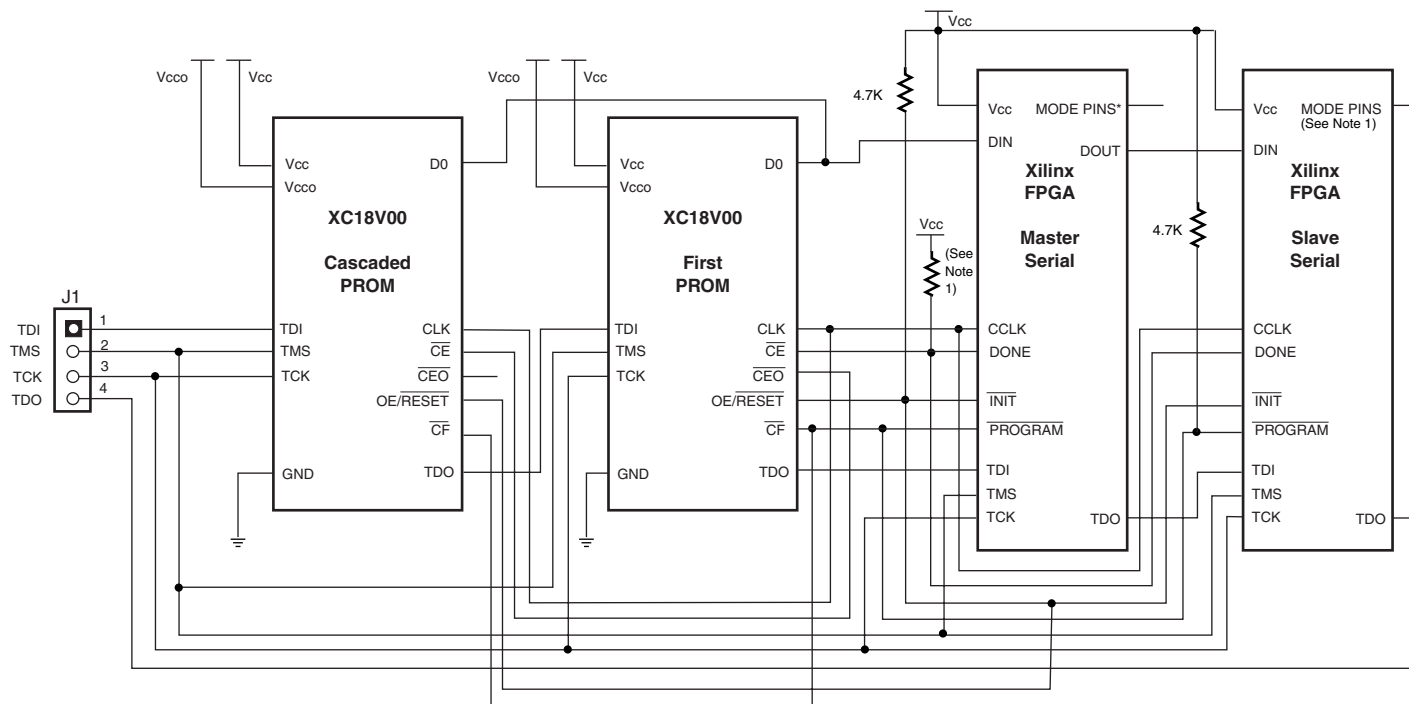 Vcc
Vcco
Vcc
Vcco
Vcc
4.7K
Vcc
MODE PINS*
DIN
DOUT
Xilinx
FPGA
Master
Serial
Vcc
MODE PINS
(See Note 1)
DIN
Xilinx
FPGA
Slave
Serial
4.7K
Vcc
(See
Note
1)
Vcc
Vcco
D0
XC18V00
Cascaded
PROM
Vcc
Vcco
D0
XC18V00
First
PROM
J1
TDI 1
TMS 2
TCK 3
TDO 4
TDI
TMS
TCK
GND
CLK
CE
CEO
OE/RESET
CF
TDO
TDI
TMS
TCK
GND
CLK
CE
CEO
OE/RESET
CF
TDO
CCLK
DONE
INIT
PROGRAM
TDI
TMS
TCK
TDO
CCLK
DONE
INIT
PROGRAM
TDI
TMS
TCK
TDO